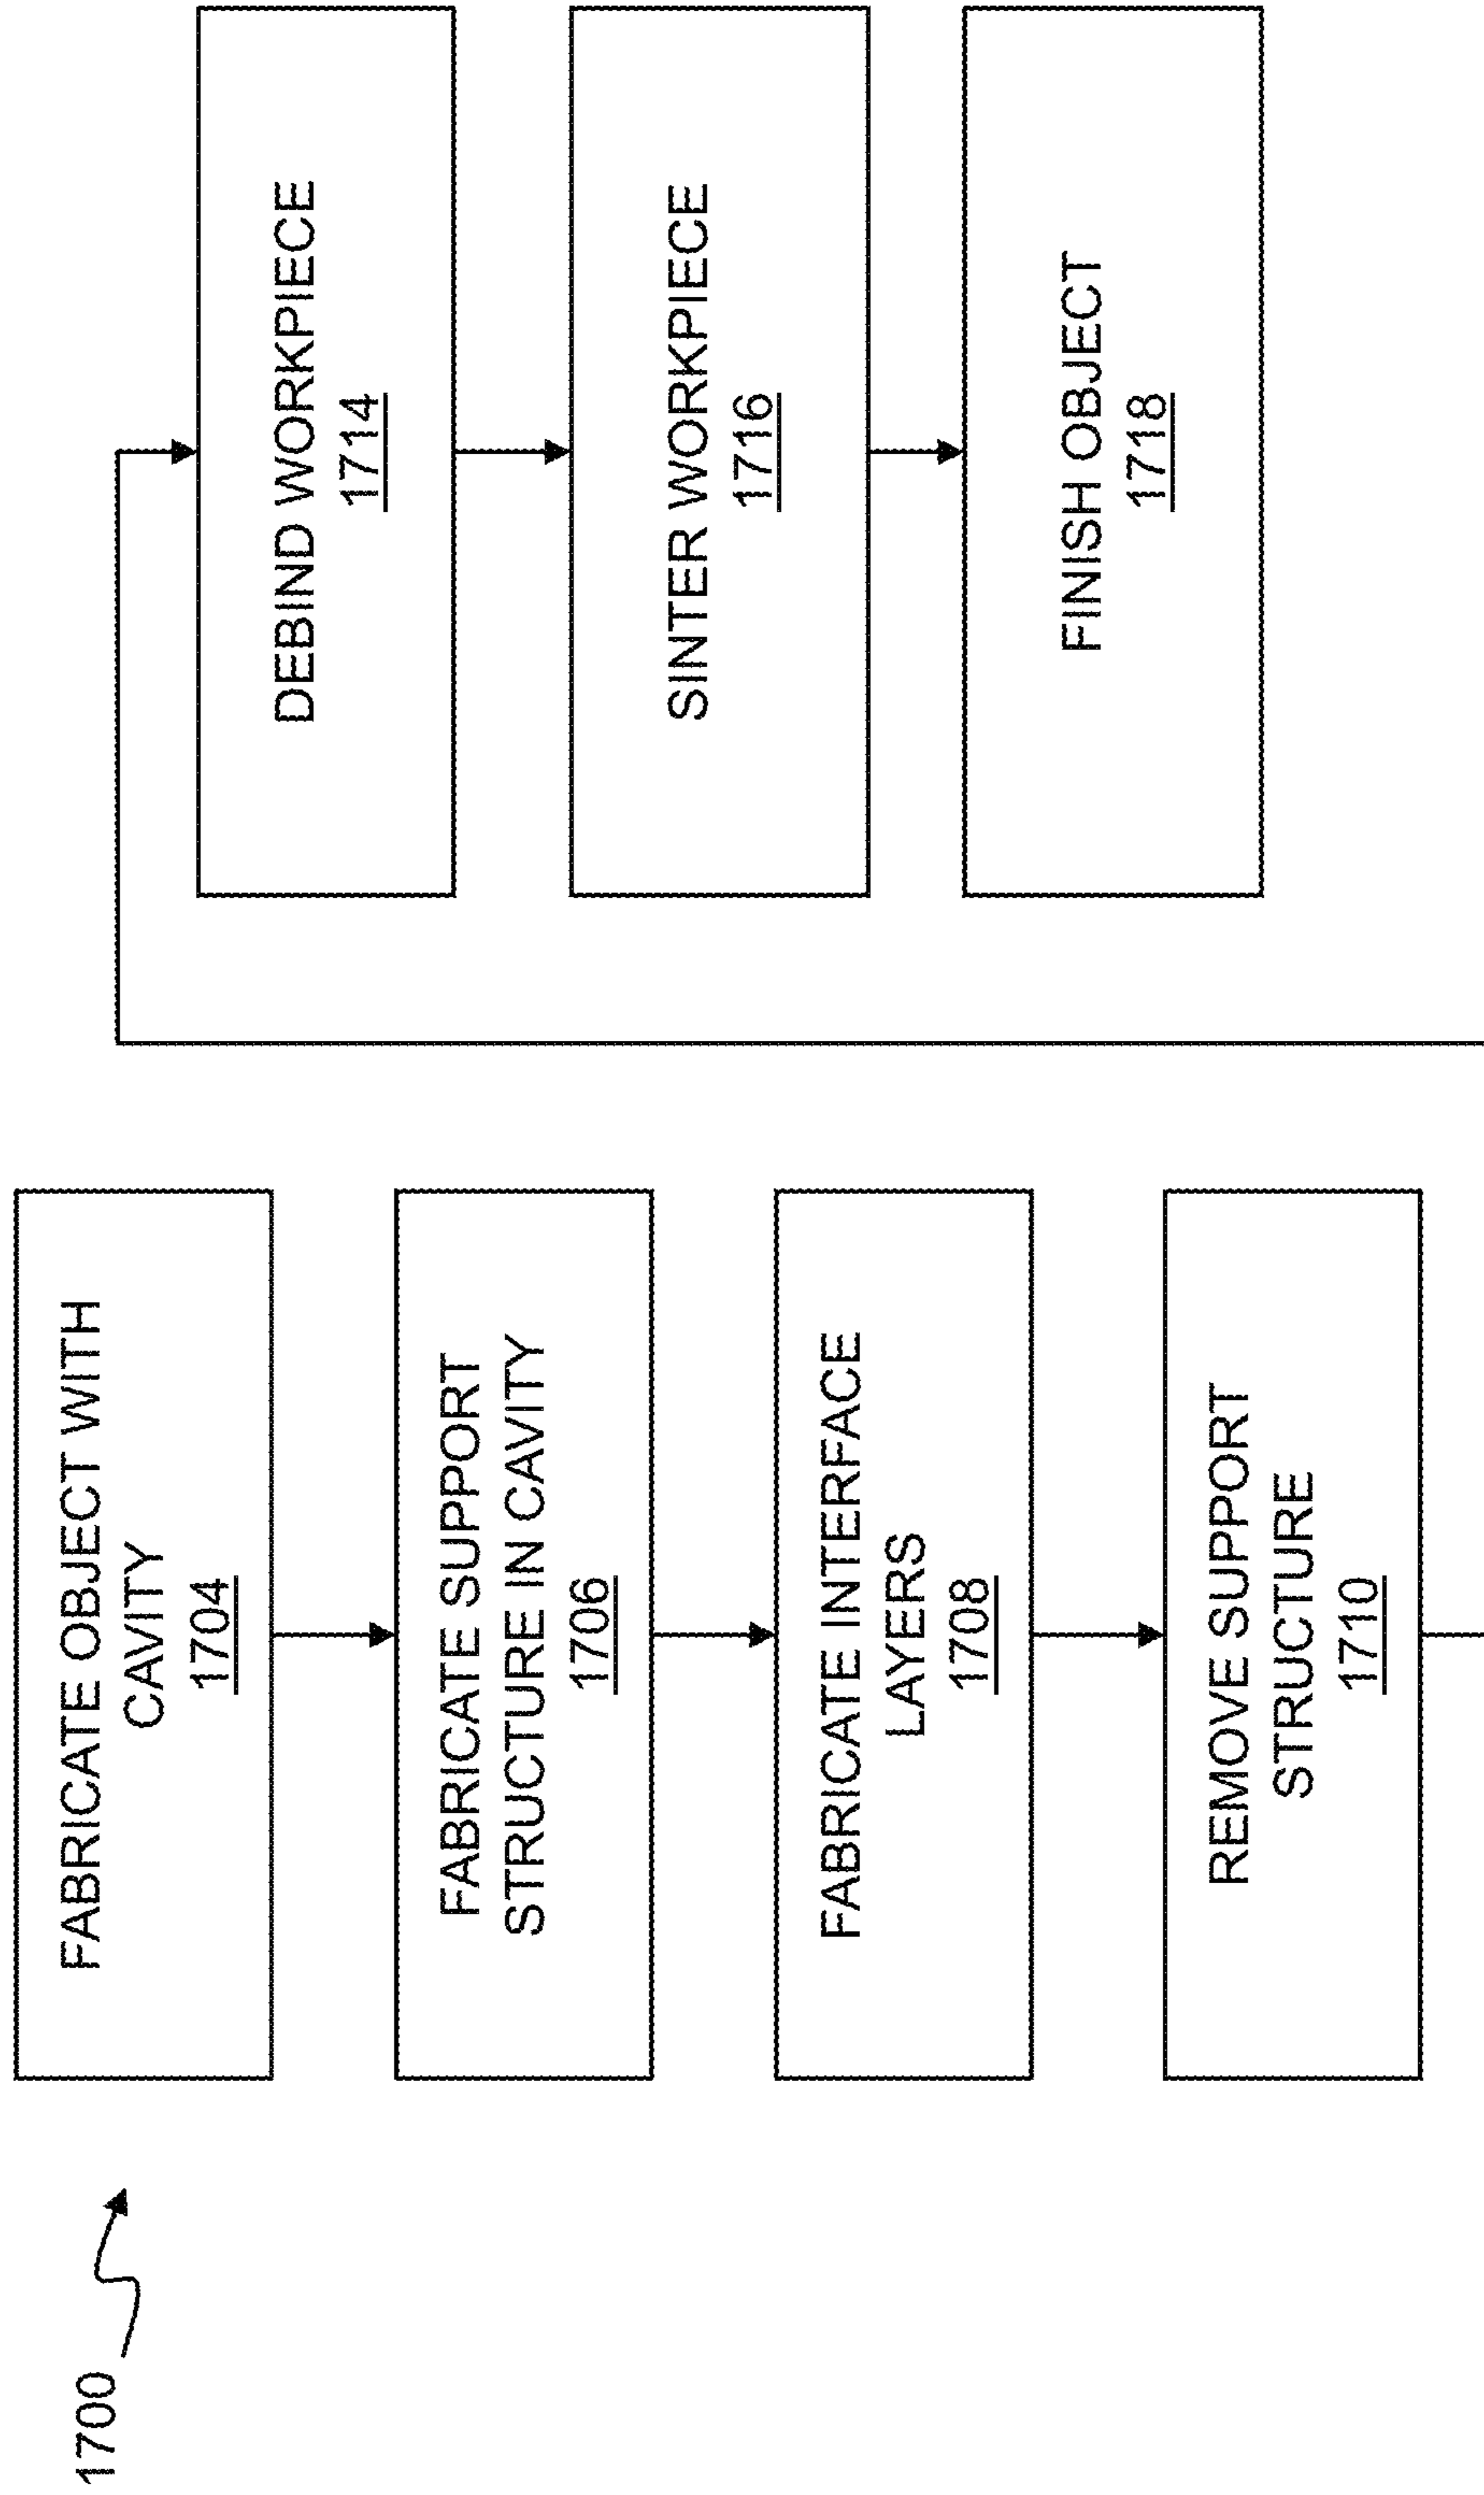 1700
FABRICATE OBJECT WITH
CAVITY
1704
FABRICATE SUPPORT
STRUCTURE IN CAVITY
1706
FABRICATE INTERFACE
LAYERS
1708
REMOVE SUPPORT
STRUCTURE
1710
DEBIND WORKPIECE
1714
SINTER WORKPIECE
1716
FINISH OBJECT
1718